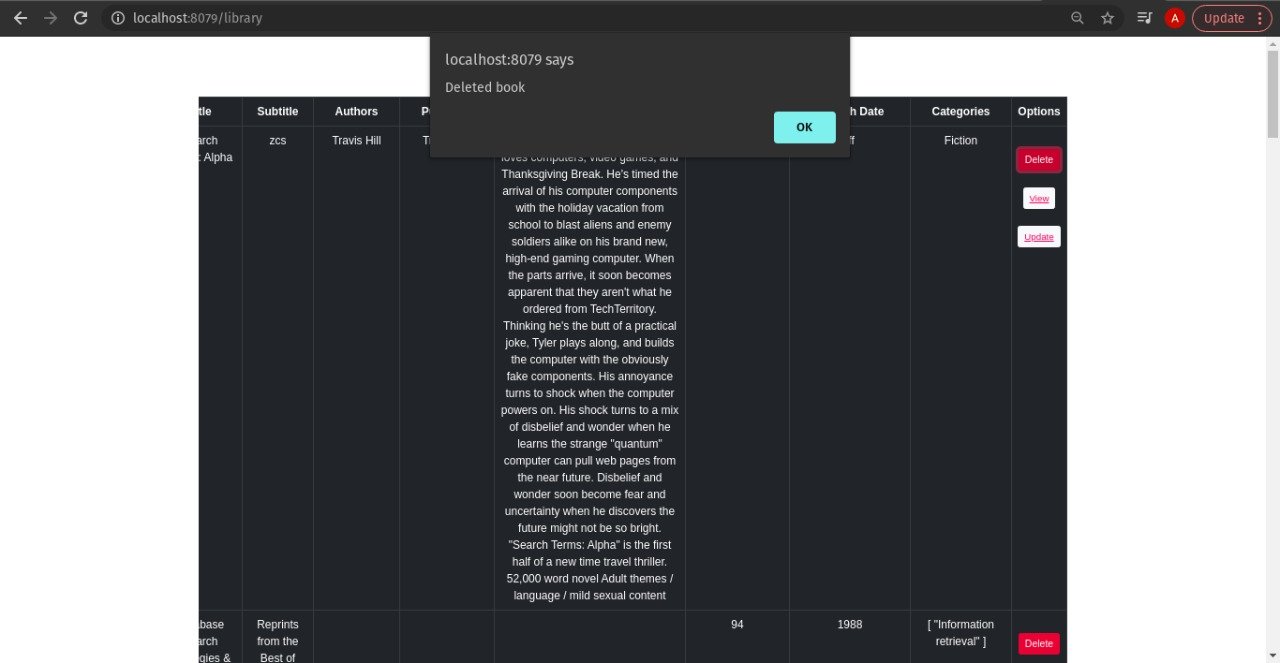 localhost:8079/library
A
Update
localhost:8079 says
Deleted book
OK
Subtitle
Authors
Date
Categories
Options
: Alpha
zcs
Travis Hill
Fiction
Delete
View
Update
loves computers, video games, and
Thanksgiving Break. He's timed the
arrival of his computer components
with the holiday vacation from
school to blast aliens and enemy
soldiers alike on his brand new,
high-end gaming computer. When
the parts arrive, it soon becomes
apparent that they aren't what he
ordered from TechTerritory.
Thinking he's the butt of a practical
joke, Tyler plays along, and builds
the computer with the obviously
fake components. His annoyance
turns to shock when the computer
powers on. His shock turns to a mix
of disbelief and wonder when he
learns the strange "quantum"
computer can pull web pages from
the near future. Disbelief and
wonder soon become fear and
uncertainty when he discovers the
future might not be so bright.
"Search Terms: Alpha" is the first
half of a new time travel thriller.
52,000 word novel Adult themes /
language / mild sexual content
Reprints
from the
Best of
94
1988
[ "Information
retrieval" ]
Delete